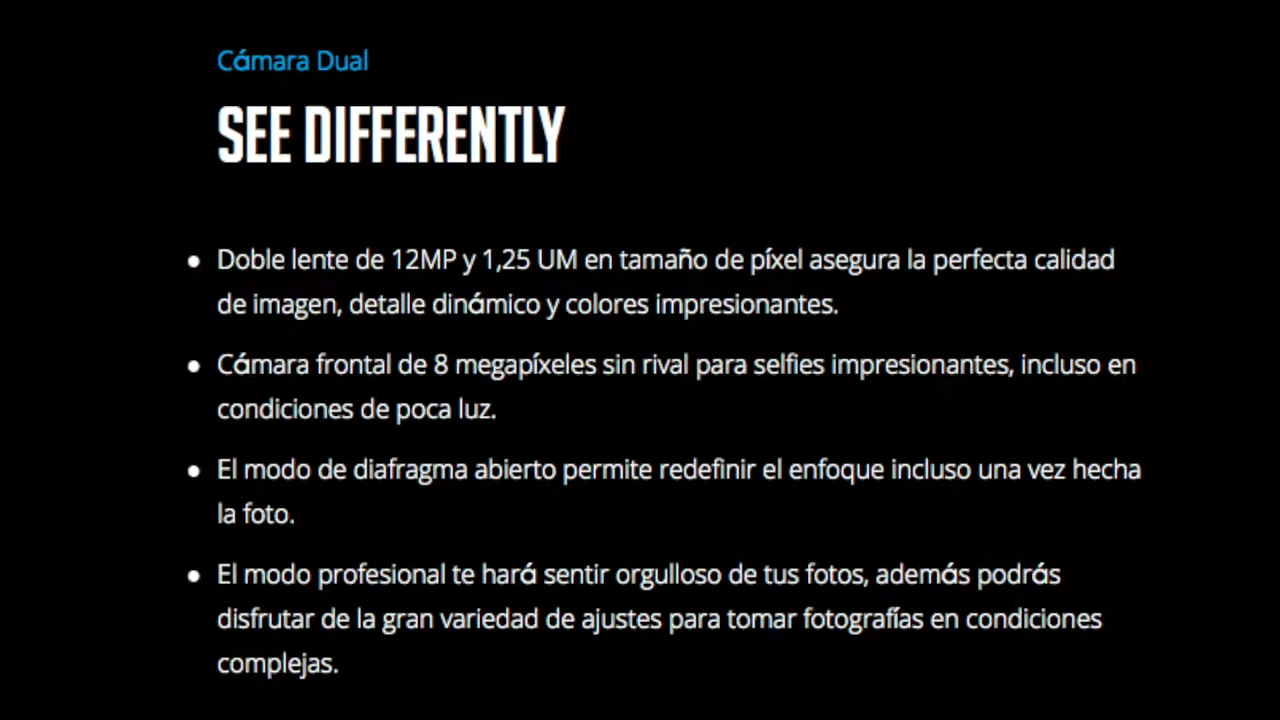 Cámara Dual
SEE DIFFERENTLY
• Doble lente de 12MP y 1,25 UM en tamaño de píxel asegura la perfecta calidad
de imagen, detalle dinámico y colores impresionantes.
• Cámara frontal de 8 megapíxeles sin rival para selfies impresionantes, incluso en
condiciones de poca luz.
• El modo de diafragma abierto permite redefinir el enfoque incluso una vez hecha
la foto.
• El modo profesional te hará sentir orgulloso de tus fotos, además podrás
disfrutar de la gran variedad de ajustes para tomar fotografías en condiciones
complejas.